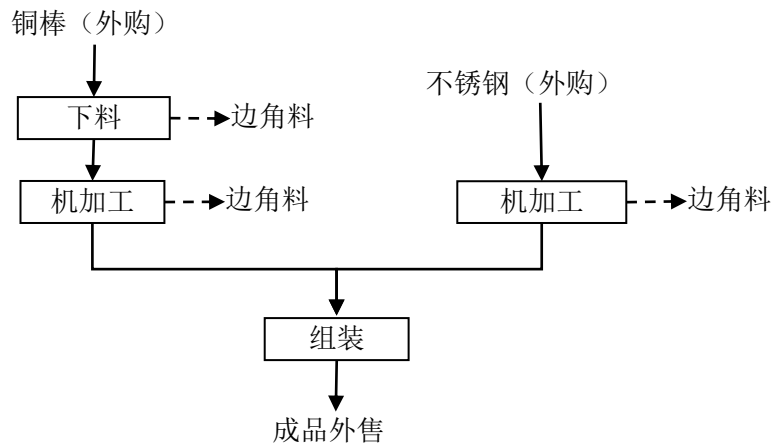 铜棒（外购）
不锈钢（外购）
下料
边角料
机加工
边角料
机加工
边角料
组装
成品外售